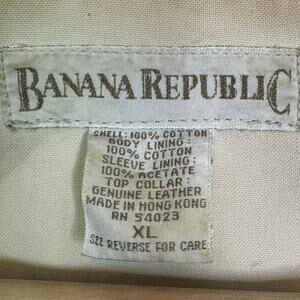 BANANA REPUBLIC
SHELL: 100% COTTON
BODY LINING:
100% COTTON
SLEEVE LINING:
100% ACETATE
TOP COLLAR:
GENUINE LEATHER
MADE IN HONG KONG
RN 54023
XL
SEE REVERSE FOR CARE